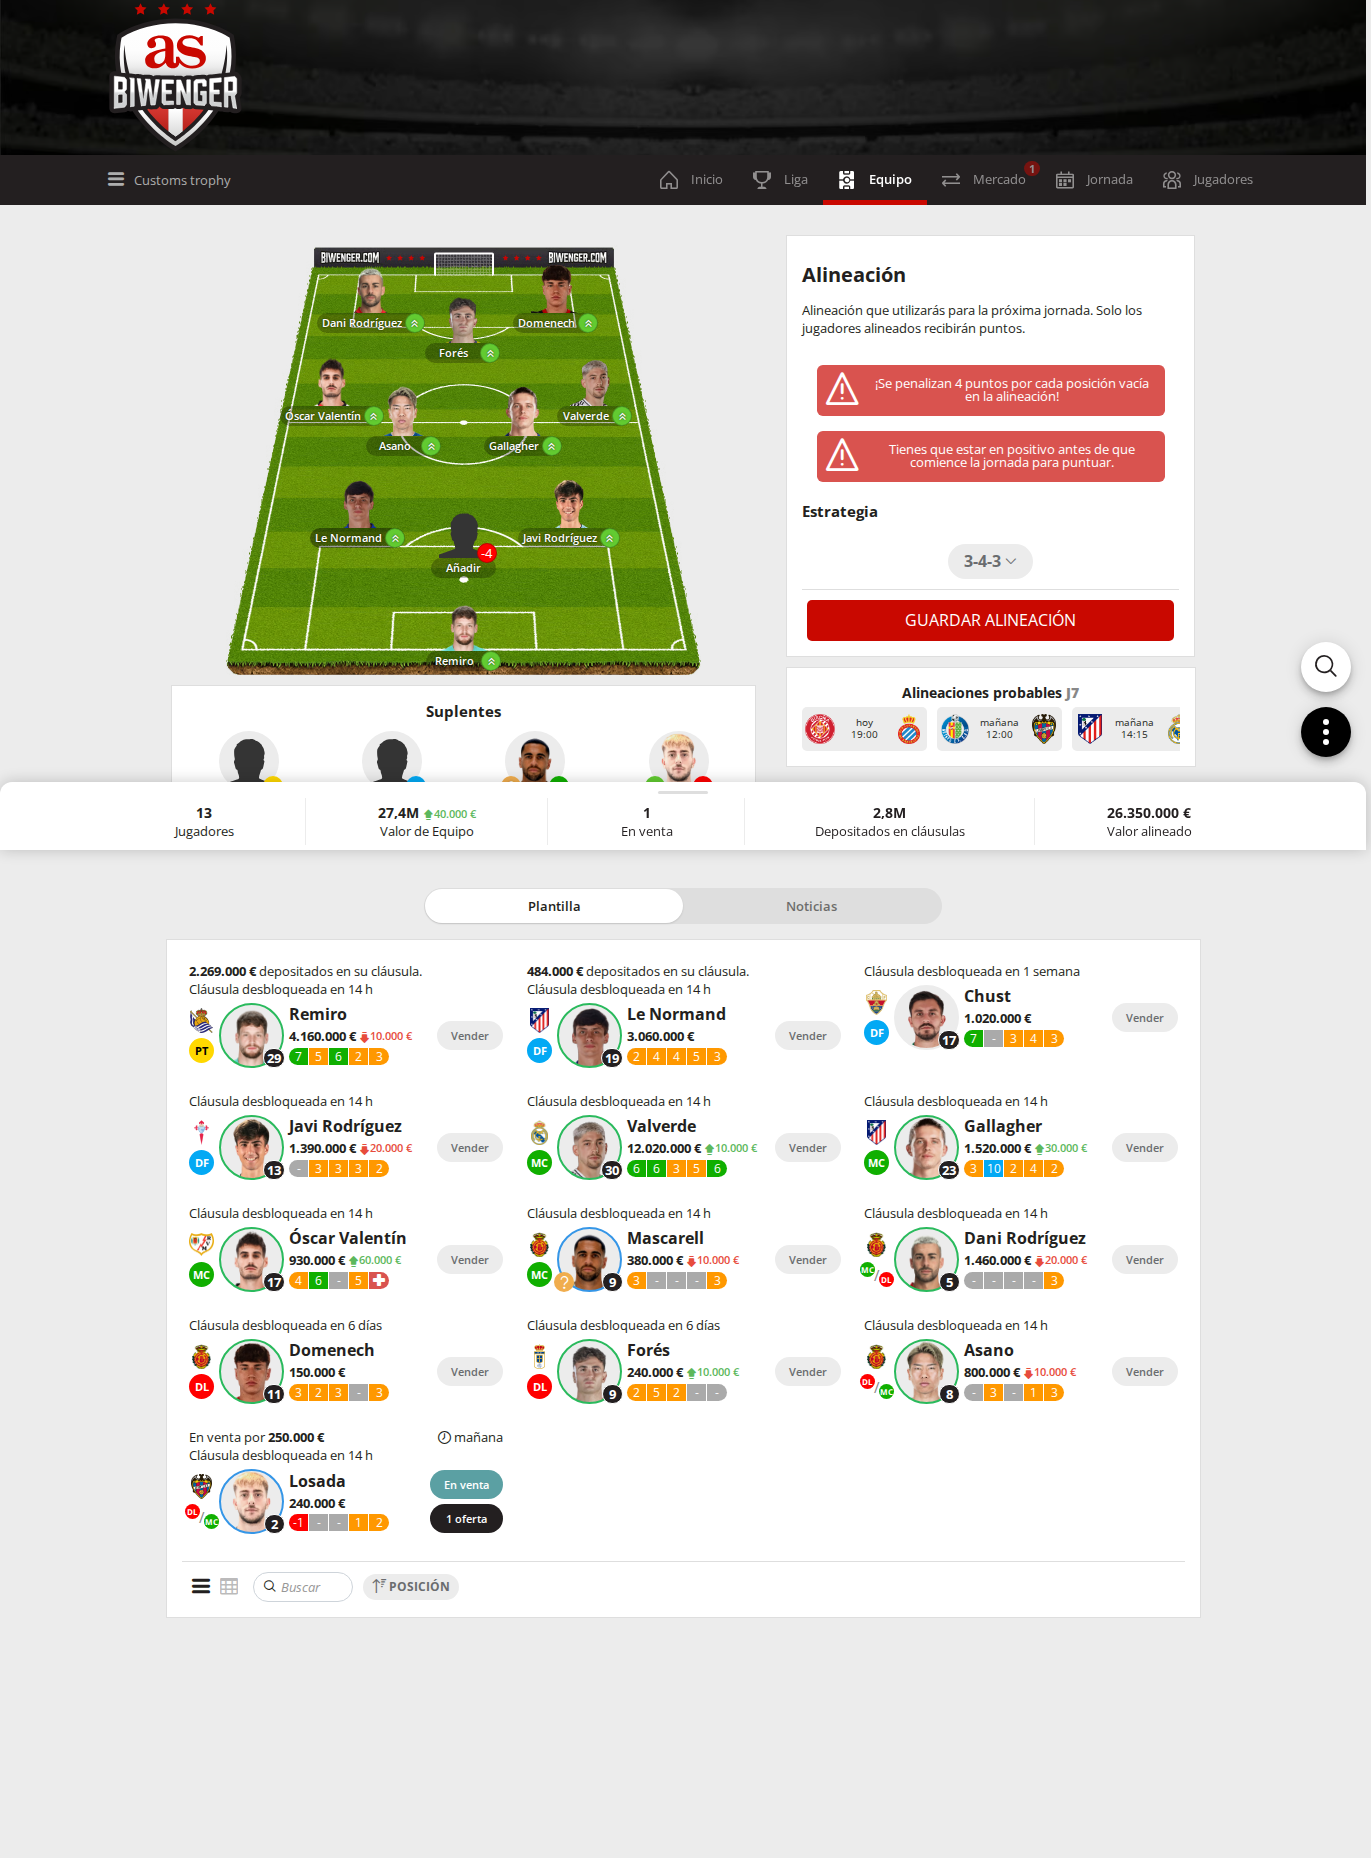 as
BIWENGER
Customs trophy
Inicio
Liga
Equipo
Mercado
1
Jornada
Jugadores
BIWENGER.COM
BIWENGER.COM
Dani Rodríguez
Domenech
Forés
Óscar Valentín
Valverde
Asano
Gallagher
Le Normand
Javi Rodríguez
-4
Añadir
Remiro
Alineación
Alineación que utilizarás para la próxima jornada. Solo los
jugadores alineados recibirán puntos.
¡Se penalizan 4 puntos por cada posición vacía
en la alineación!
Tienes que estar en positivo antes de que
comience la jornada para puntuar.
Estrategia
3-4-3
GUARDAR ALINEACIÓN
Alineaciones probables J7
hoy
19:00
mañana
12:00
mañana
14:15
Suplentes
13
Jugadores
27,4M 40.000 €
Valor de Equipo
1
En venta
2,8M
Depositados en cláusulas
26.350.000 €
Valor alineado
Plantilla
Noticias
2.269.000 € depositados en su cláusula.
Cláusula desbloqueada en 14 h
PT
29
Remiro
4.160.000 € 10.000 €
7 5 6 2 3
Vender
484.000 € depositados en su cláusula.
Cláusula desbloqueada en 14 h
DF
19
Le Normand
3.060.000 €
2 4 4 5 3
Vender
Cláusula desbloqueada en 1 semana
DF
17
Chust
1.020.000 €
7 - 3 4 3
Vender
Cláusula desbloqueada en 14 h
DF
13
Javi Rodríguez
1.390.000 € 20.000 €
- 3 3 3 2
Vender
Cláusula desbloqueada en 14 h
MC
30
Valverde
12.020.000 € 10.000 €
6 6 3 5 6
Vender
Cláusula desbloqueada en 14 h
MC
23
Gallagher
1.520.000 € 30.000 €
3 10 2 4 2
Vender
Cláusula desbloqueada en 14 h
MC
17
Óscar Valentín
930.000 € 60.000 €
4 6 - 5
Vender
Cláusula desbloqueada en 14 h
MC
?
9
Mascarell
380.000 € 10.000 €
3 - - - 3
Vender
Cláusula desbloqueada en 14 h
MC / DL
5
Dani Rodríguez
1.460.000 € 20.000 €
- - - - 3
Vender
Cláusula desbloqueada en 6 días
DL
11
Domenech
150.000 €
3 2 3 - 3
Vender
Cláusula desbloqueada en 6 días
DL
9
Forés
240.000 € 10.000 €
2 5 2 - -
Vender
Cláusula desbloqueada en 14 h
DL / MC
8
Asano
800.000 € 10.000 €
- 3 - 1 3
Vender
En venta por 250.000 €
mañana
Cláusula desbloqueada en 14 h
DL / MC
2
Losada
240.000 €
-1 - - 1 2
En venta
1 oferta
Buscar
POSICIÓN